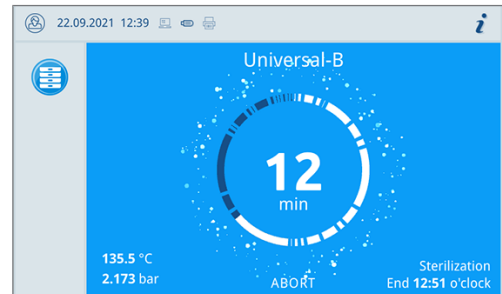 22.09.2021 12:39
i
Universal-B
12
min
135.5 °C
2.173 bar
ABORT
Sterilization
End 12:51 o'clock